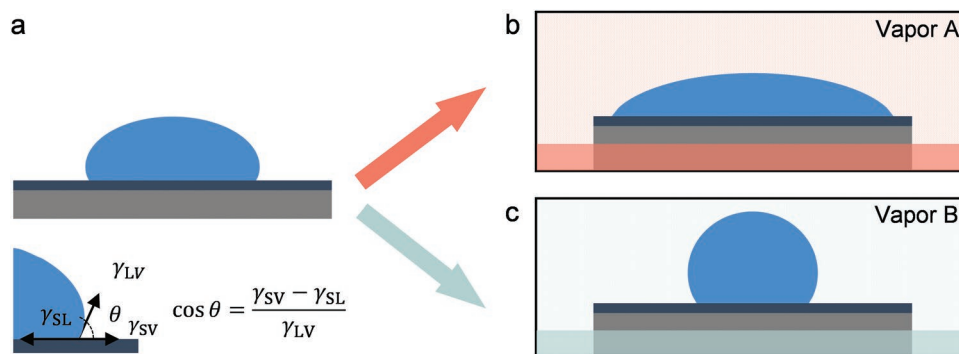 a
b
Vapor A
c
Vapor B
γLV
γSL
θ
γSV
cos θ = (γSV − γSL) / γLV